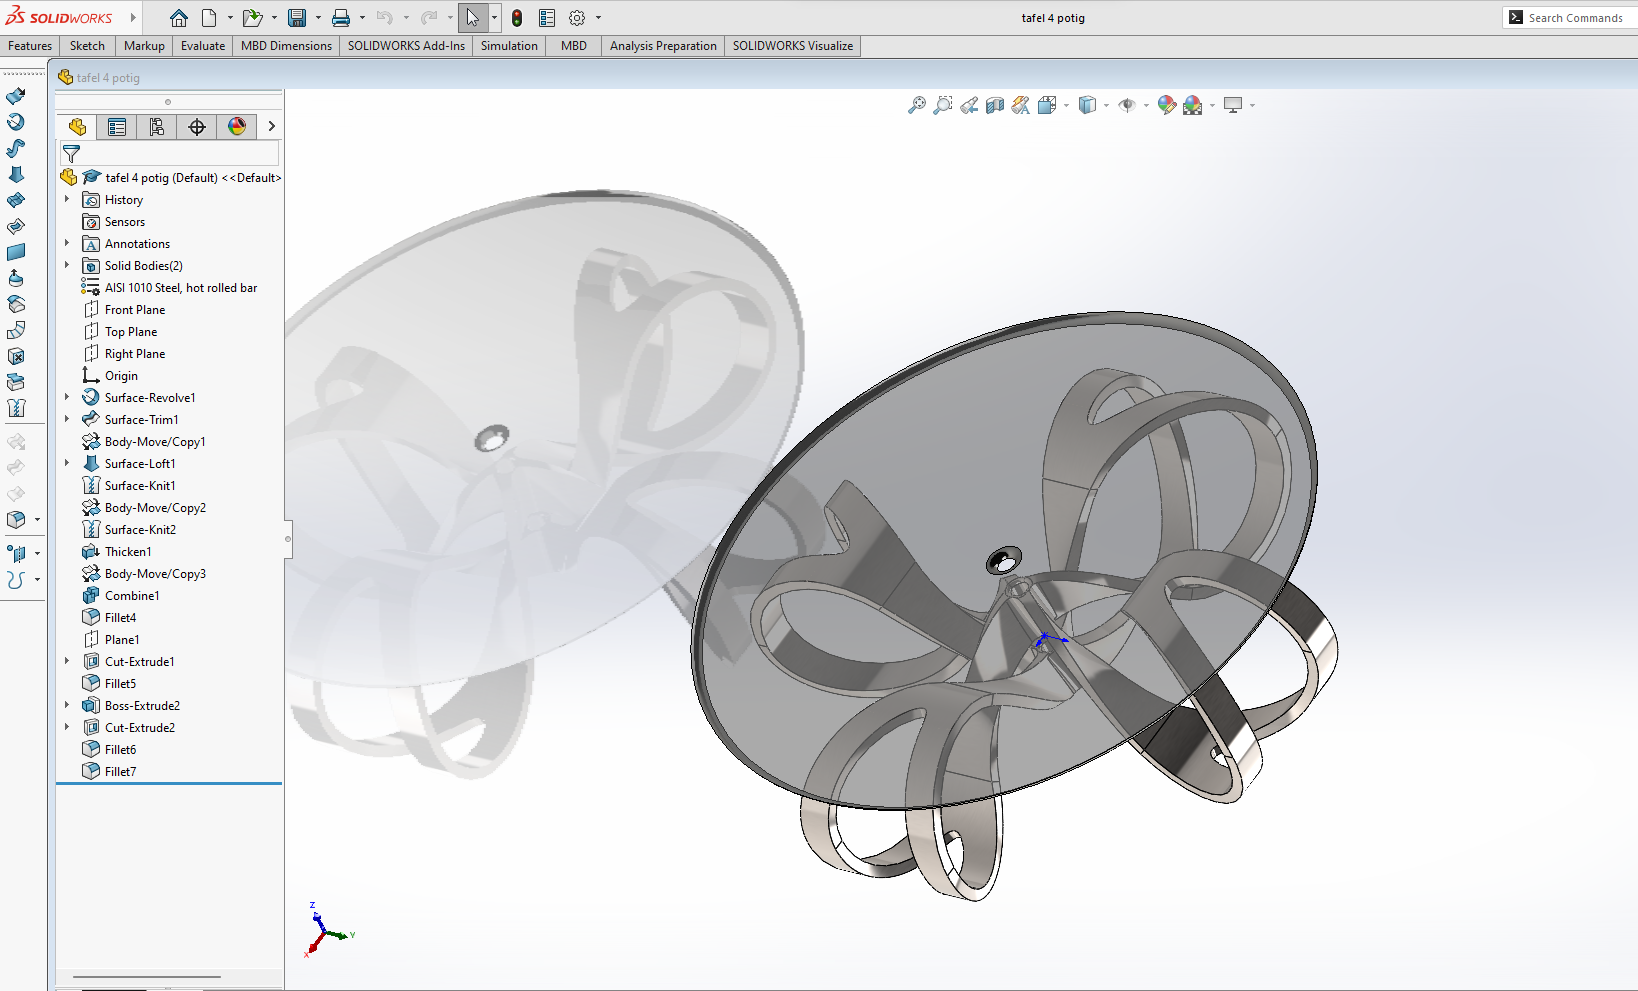 SOLIDWORKS
tafel 4 potig
Search Commands
Features
Sketch
Markup
Evaluate
MBD Dimensions
SOLIDWORKS Add-Ins
Simulation
MBD
Analysis Preparation
SOLIDWORKS Visualize
tafel 4 potig
tafel 4 potig (Default) <<Default>
History
Sensors
Annotations
Solid Bodies(2)
AISI 1010 Steel, hot rolled bar
Front Plane
Top Plane
Right Plane
Origin
Surface-Revolve1
Surface-Trim1
Body-Move/Copy1
Surface-Loft1
Surface-Knit1
Body-Move/Copy2
Surface-Knit2
Thicken1
Body-Move/Copy3
Combine1
Fillet4
Plane1
Cut-Extrude1
Fillet5
Boss-Extrude2
Cut-Extrude2
Fillet6
Fillet7
Z
Y
X